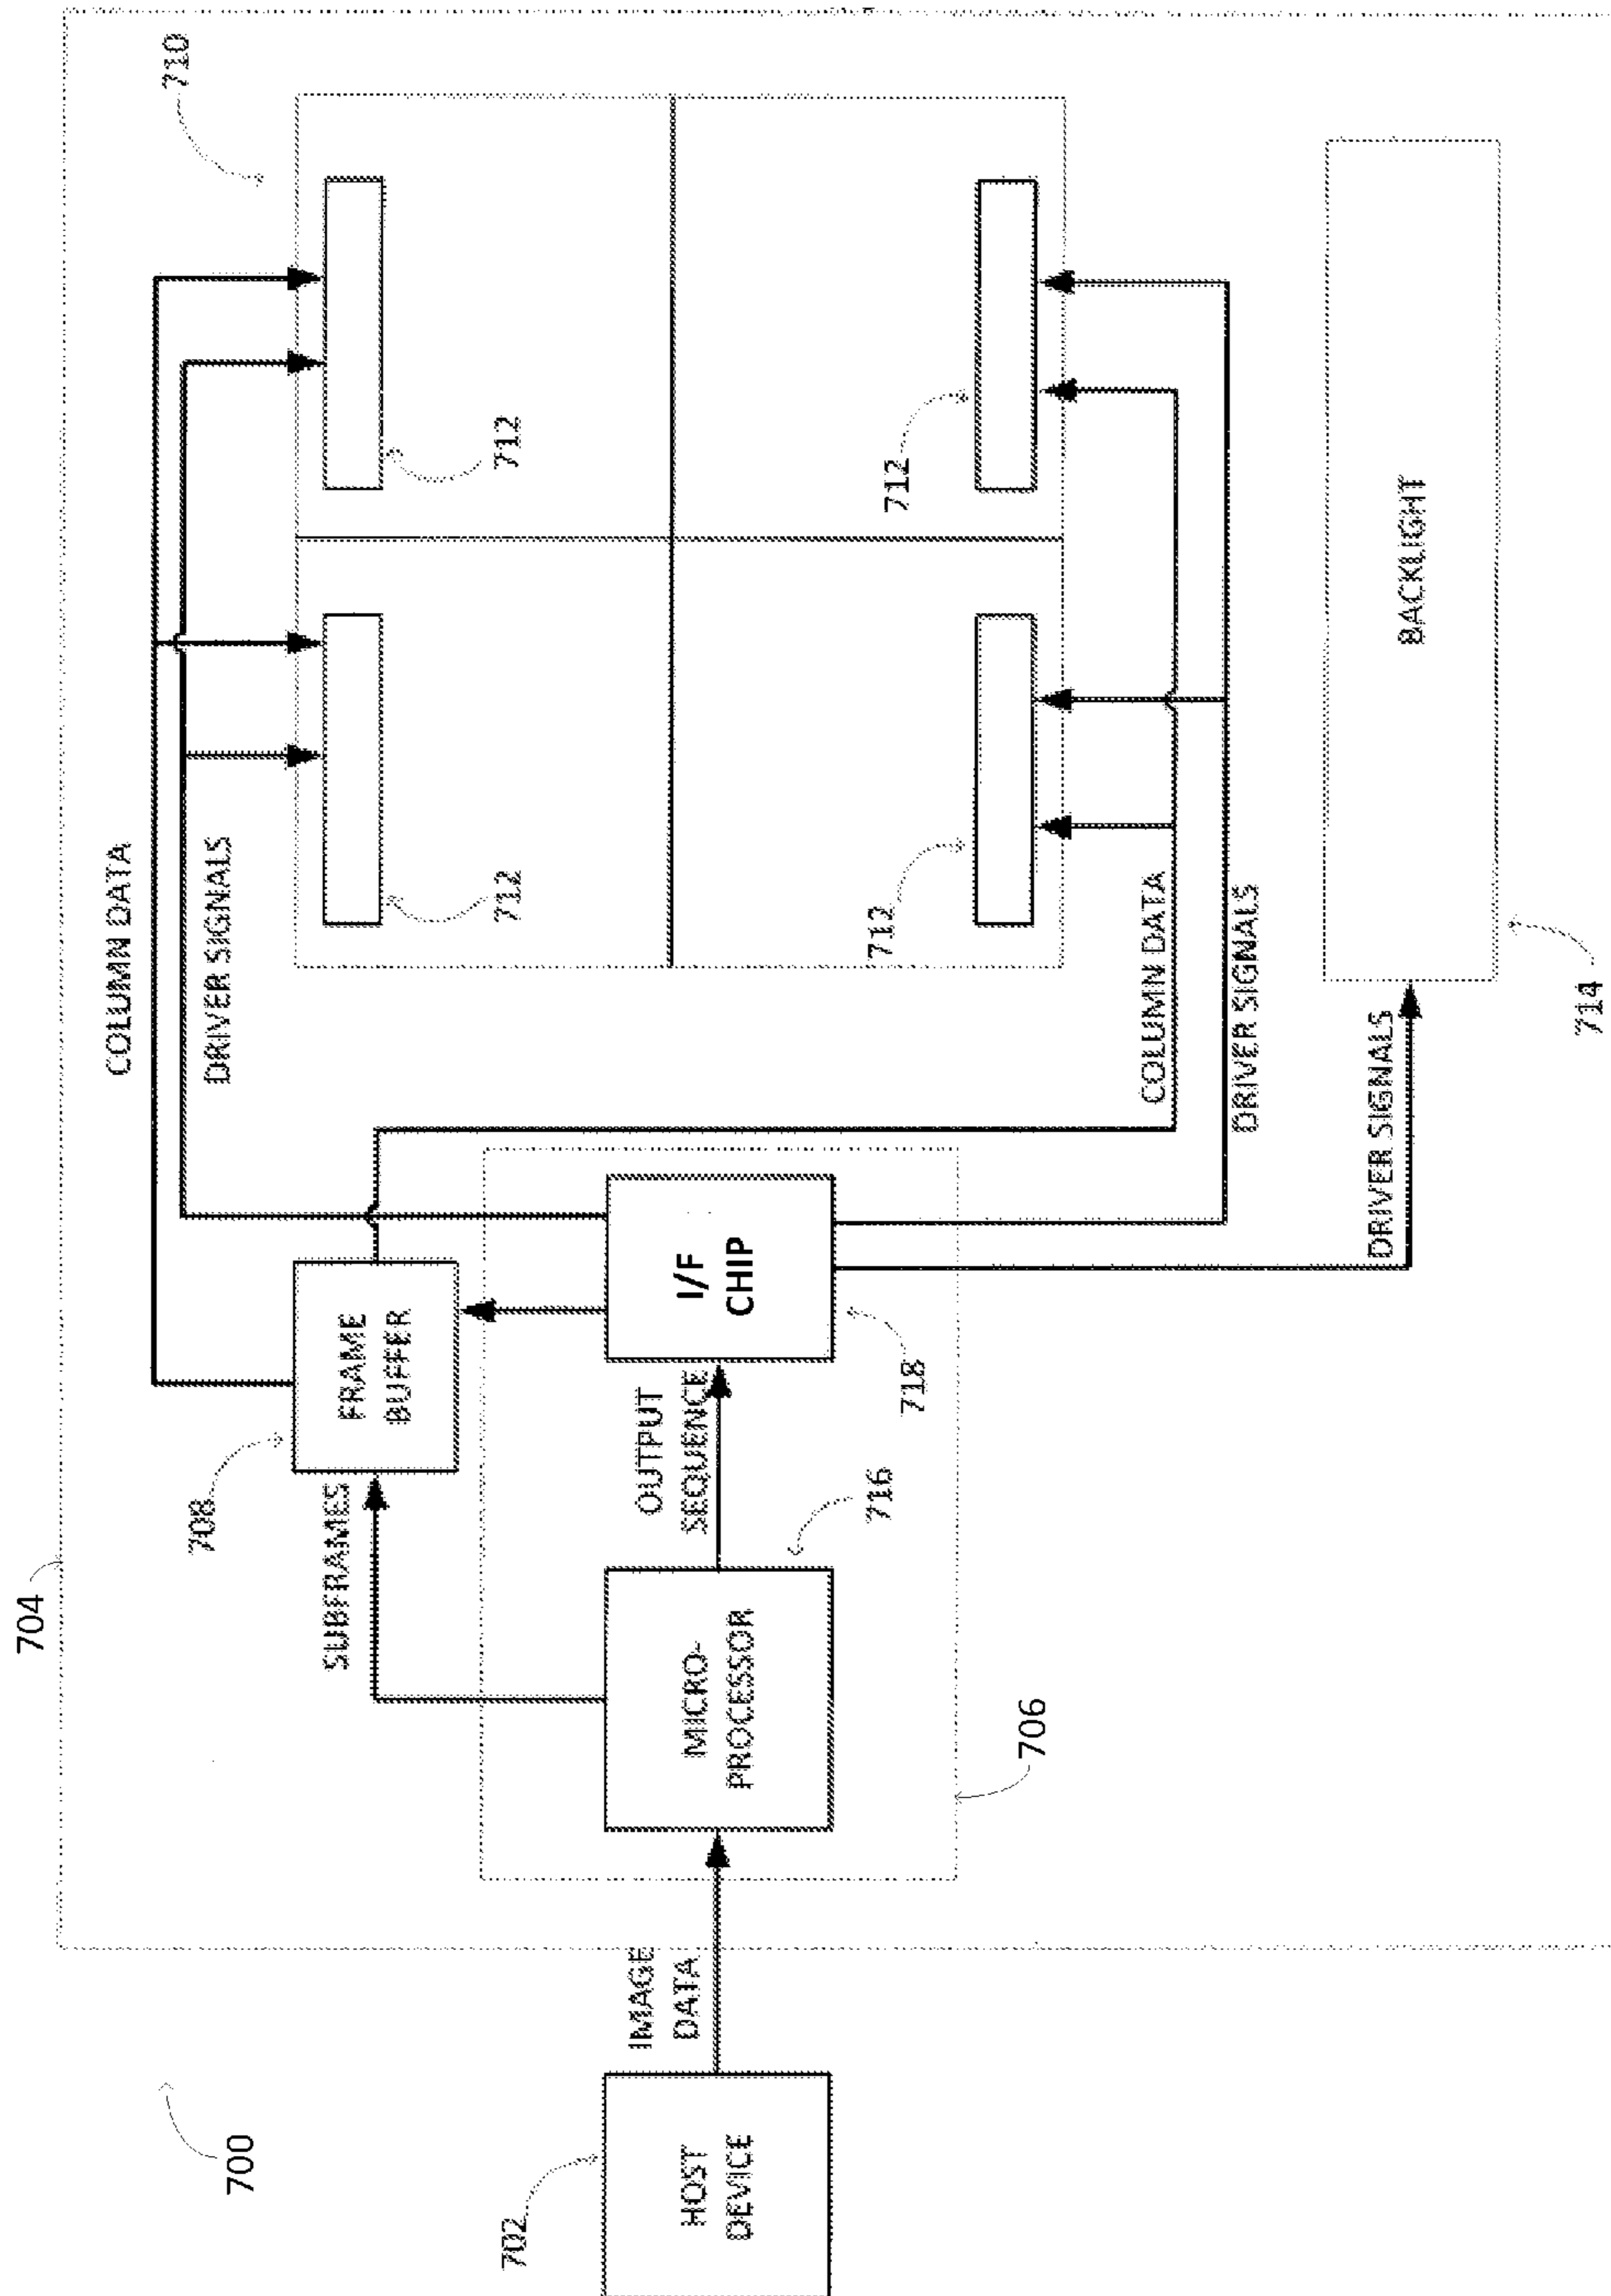 700
702
HOST
DEVICE
IMAGE
DATA
704
706
MICRO-
PROCESSOR
716
SUBFRAMES
708
FRAME
BUFFER
OUTPUT
SEQUENCE
I/F
CHIP
718
COLUMN DATA
DRIVER SIGNALS
710
712
712
712
712
COLUMN DATA
DRIVER SIGNALS
DRIVER SIGNALS
BACKLIGHT
714